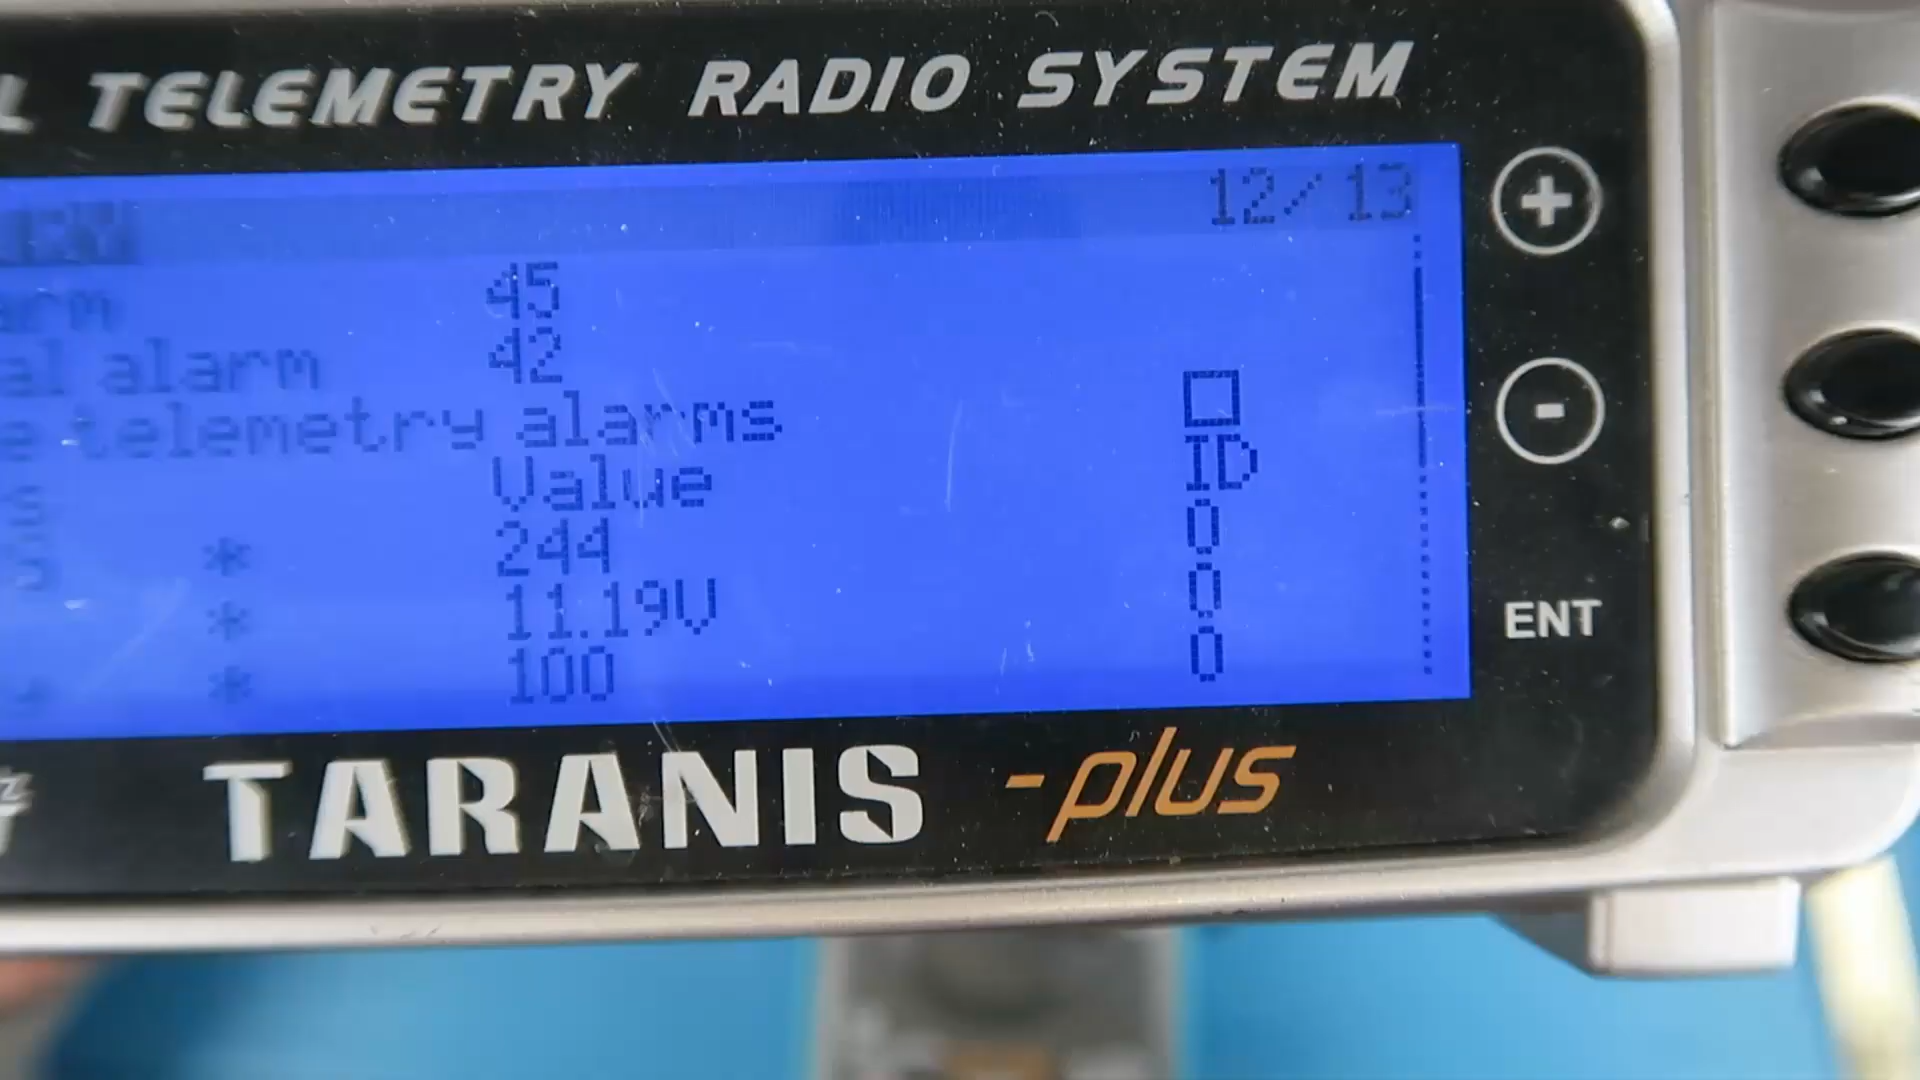 L TELEMETRY RADIO SYSTEM
12/13
arm 45
al alarm 42
e telemetry alarms
Value ID
* 244 0
* 11.19V 0
* 100 0
+
-
ENT
TARANIS -plus